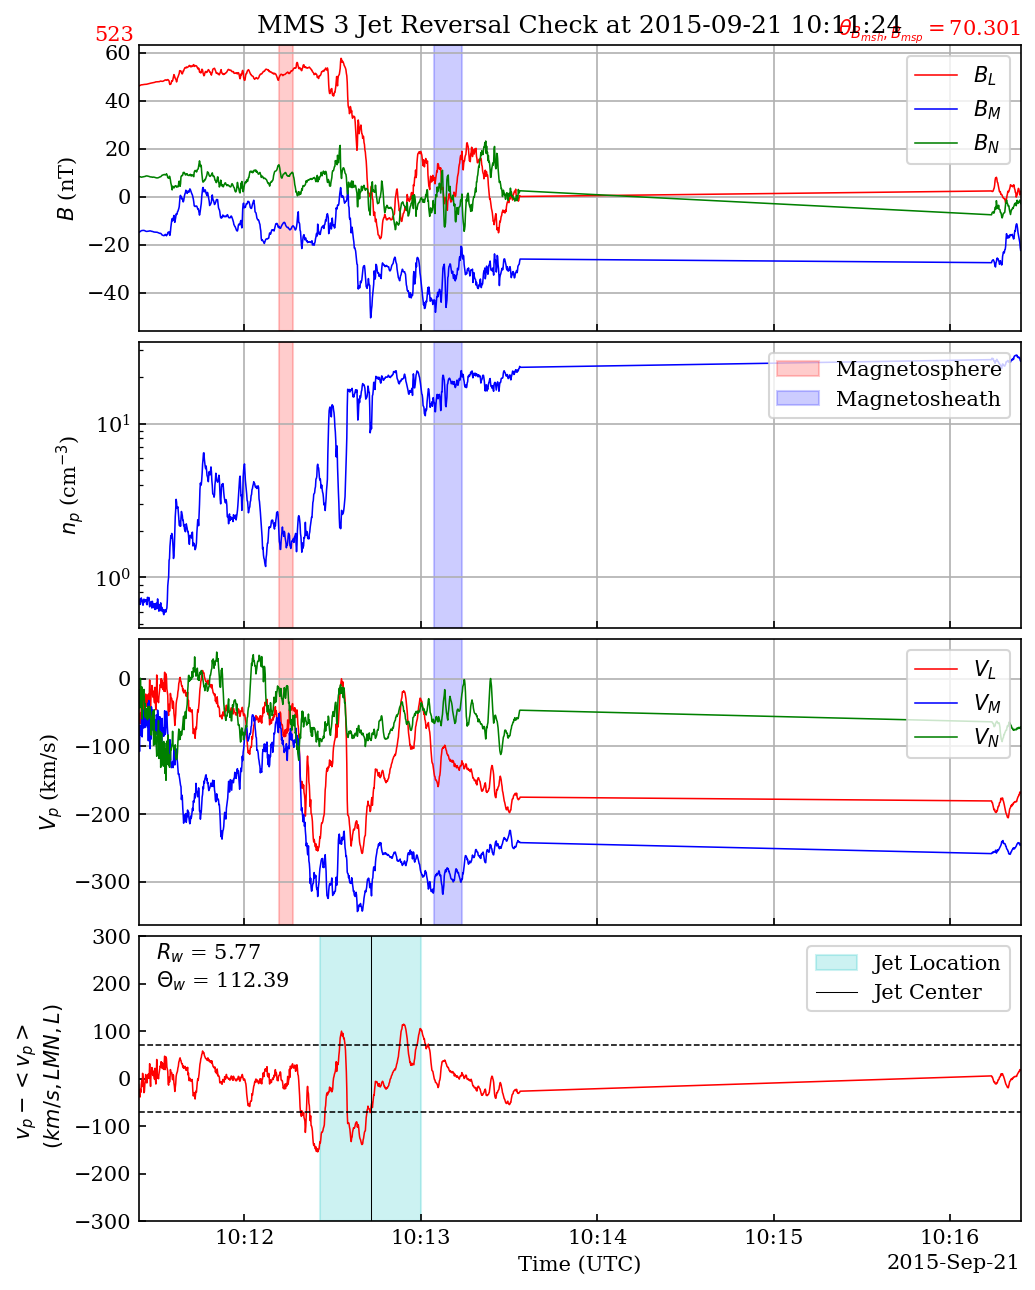 MMS 3 Jet Reversal Check at 2015-09-21 10:11:24
523
θ_{B_{msh}, B_{msp}} = 70.301
60
40
20
0
−20
−40
B (nT)
B_L
B_M
B_N
10^1
10^0
n_p (cm^{−3})
Magnetosphere
Magnetosheath
0
−100
−200
−300
V_p (km/s)
V_L
V_M
V_N
300
200
100
0
−100
−200
−300
v_p − < v_p >
(km/s, LMN, L)
R_w = 5.77
Θ_w = 112.39
Jet Location
Jet Center
10:12 10:13 10:14 10:15 10:16
Time (UTC)
2015-Sep-21